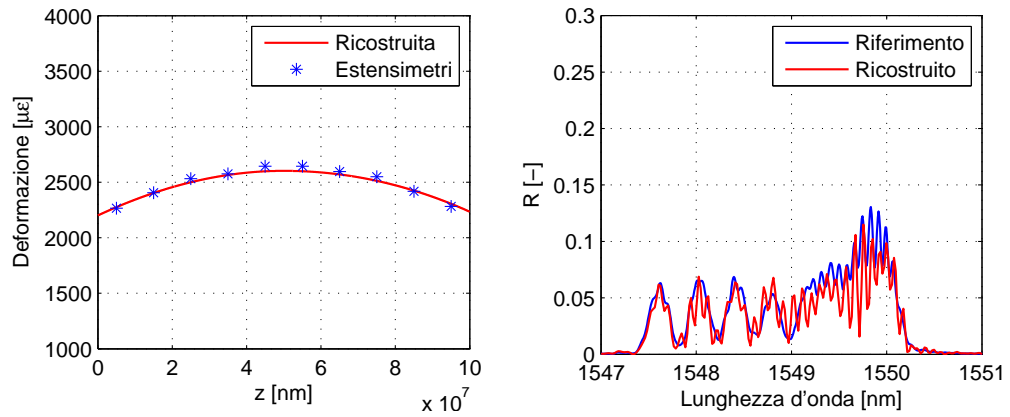 4000
3500
3000
2500
2000
1500
1000
Deformazione [με]
Ricostruita
Estensimetri
0 2 4 6 8 10
z [nm]
x 10^7
0.3
0.25
0.2
0.15
0.1
0.05
0
R [−]
Riferimento
Ricostruito
1547 1548 1549 1550 1551
Lunghezza d'onda [nm]